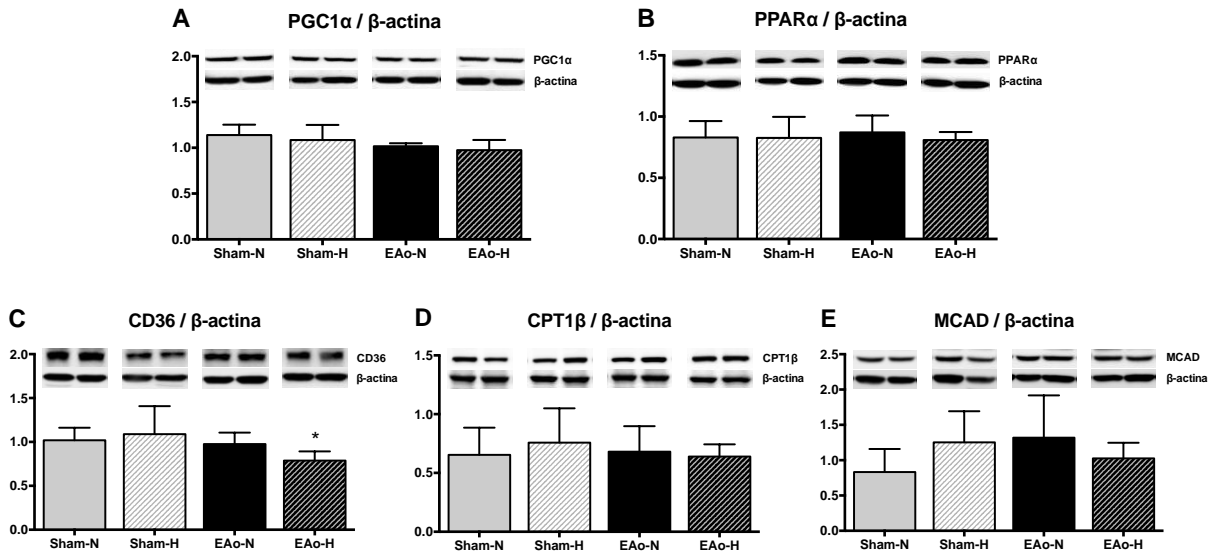 A
PGC1α / β-actina
2.0
1.5
1.0
0.5
0.0
PGC1α
β-actina
Sham-N Sham-H EAo-N EAo-H
B
PPARα / β-actina
1.5
1.0
0.5
0.0
PPARα
β-actina
Sham-N Sham-H EAo-N EAo-H
C
CD36 / β-actina
2.0
1.5
1.0
0.5
0.0
CD36
β-actina
*
Sham-N Sham-H EAo-N EAo-H
D
CPT1β / β-actina
1.5
1.0
0.5
0.0
CPT1β
β-actina
Sham-N Sham-H EAo-N EAo-H
E
MCAD / β-actina
2.5
2.0
1.5
1.0
0.5
0.0
MCAD
β-actina
Sham-N Sham-H EAo-N EAo-H